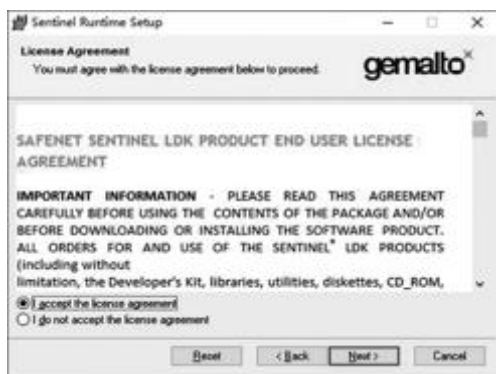 Sentinel Runtime Setup
License Agreement
You must agree with the license agreement below to proceed.
gemalto
SAFENET SENTINEL LDK PRODUCT END USER LICENSE
AGREEMENT
IMPORTANT INFORMATION - PLEASE READ THIS AGREEMENT
CAREFULLY BEFORE USING THE CONTENTS OF THE PACKAGE AND/OR
BEFORE DOWNLOADING OR INSTALLING THE SOFTWARE PRODUCT.
ALL ORDERS FOR AND USE OF THE SENTINEL® LDK PRODUCTS
(including without
limitation, the Developer's Kit, libraries, utilities, diskettes, CD_ROM,
I accept the license agreement
I do not accept the license agreement
Reset
< Back
Next >
Cancel